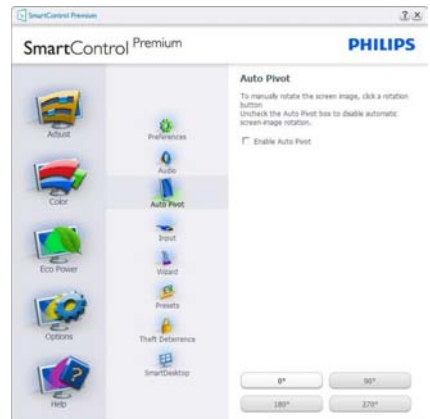 SmartControl Premium
SmartControl Premium
PHILIPS
Adjust
Color
Eco Power
Options
Help
Preferences
Audio
Auto Pivot
Input
Wizard
Presets
Theft Deterrence
SmartDesktop
Auto Pivot
To manually rotate the screen image, click a rotation
button
Uncheck the Auto Pivot box to disable automatic
screen-image rotation.
Enable Auto Pivot
0°
90°
180°
270°